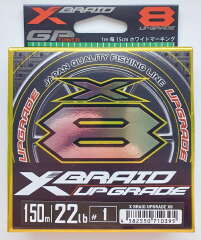 X BRAID
8
GP
1m毎 15cmホワイトマーキング
JAPAN QUALITY FISHING LINE
UPGRADE
UPGRADE
X
8
X BRAID
UPGRADE
150m 22lb #1
X BRAID UPGRADE X8